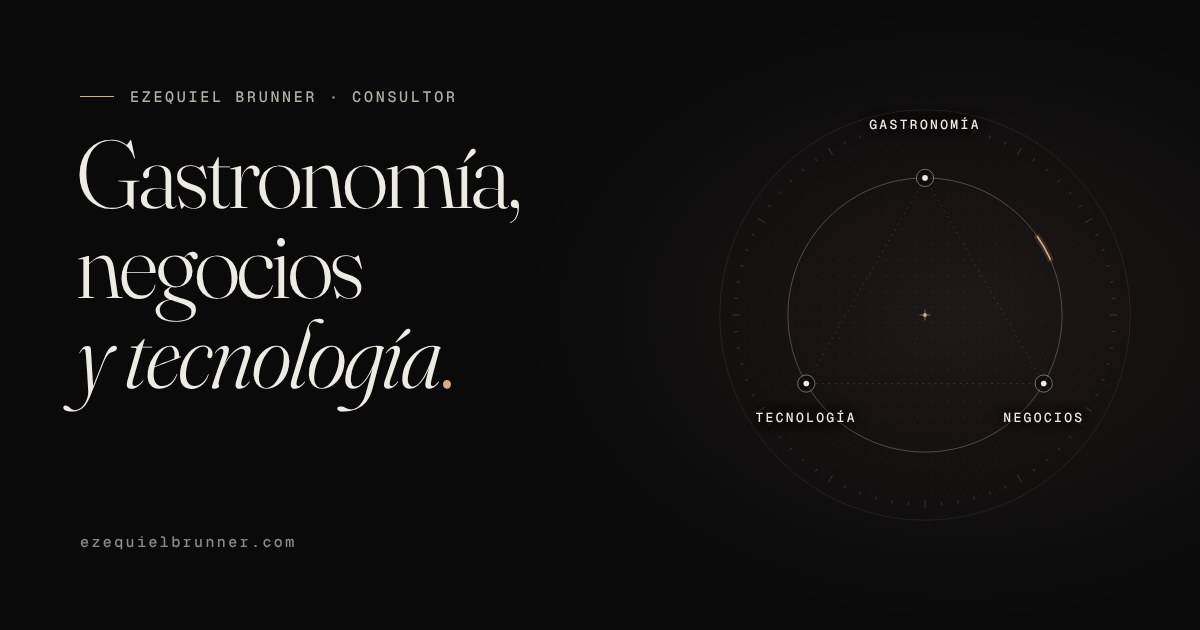 EZEQUIEL BRUNNER · CONSULTOR
Gastronomía,
negocios
y tecnología.
ezequielbrunner.com
GASTRONOMÍA
TECNOLOGÍA
NEGOCIOS